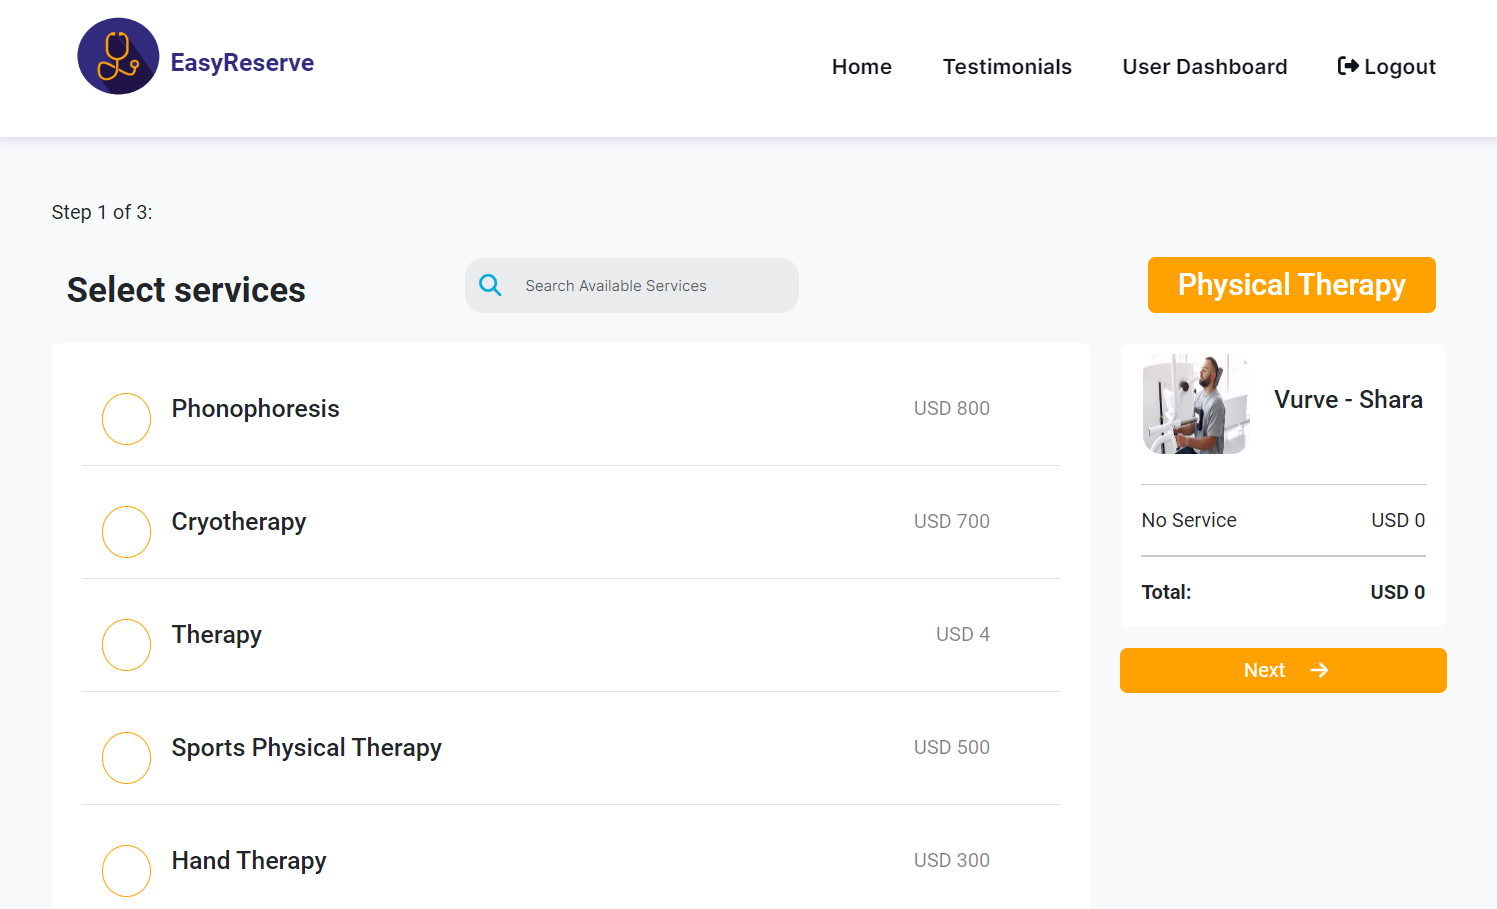 EasyReserve
Home
Testimonials
User Dashboard
Logout
Step 1 of 3:
Select services
Search Available Services
Physical Therapy
Phonophoresis
USD 800
Cryotherapy
USD 700
Therapy
USD 4
Sports Physical Therapy
USD 500
Hand Therapy
USD 300
Vurve - Shara
No Service
USD 0
Total:
USD 0
Next